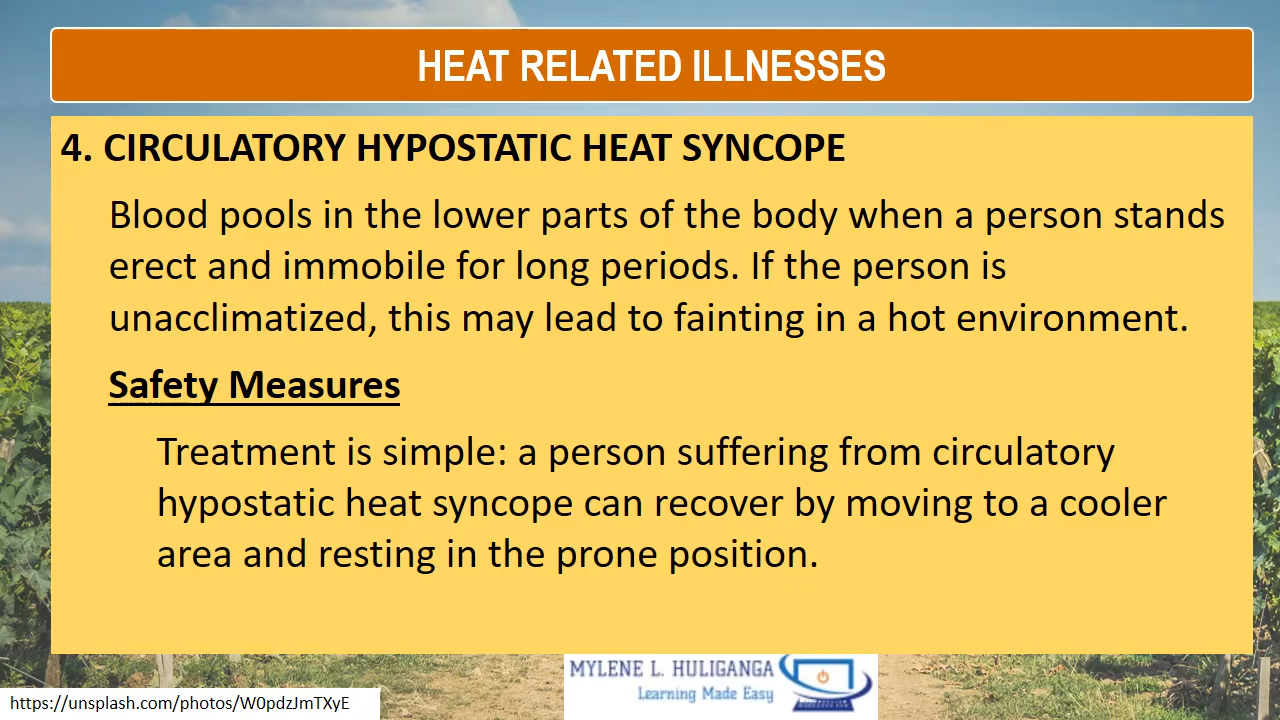 HEAT RELATED ILLNESSES
4. CIRCULATORY HYPOSTATIC HEAT SYNCOPE
Blood pools in the lower parts of the body when a person stands
erect and immobile for long periods. If the person is
unacclimatized, this may lead to fainting in a hot environment.
Safety Measures
Treatment is simple: a person suffering from circulatory
hypostatic heat syncope can recover by moving to a cooler
area and resting in the prone position.
MYLENE L. HULIGANGA
Learning Made Easy
https://unsplash.com/photos/W0pdzJmTXyE